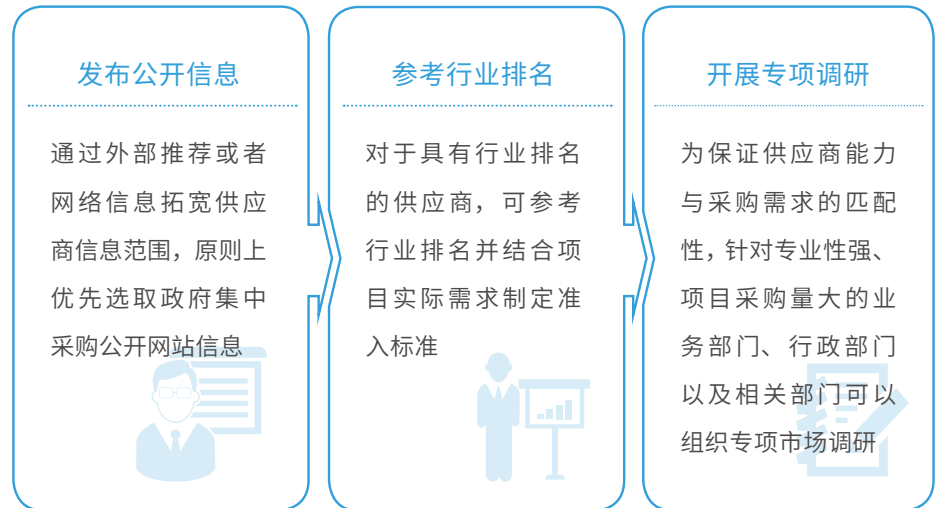 发布公开信息
通过外部推荐或者
网络信息拓宽供应
商信息范围，原则上
优先选取政府集中
采购公开网站信息
参考行业排名
对于具有行业排名
的供应商，可参考
行业排名并结合项
目实际需求制定准
入标准
开展专项调研
为保证供应商能力
与采购需求的匹配
性，针对专业性强、
项目采购量大的业
务部门、行政部门
以及相关部门可以
组织专项市场调研